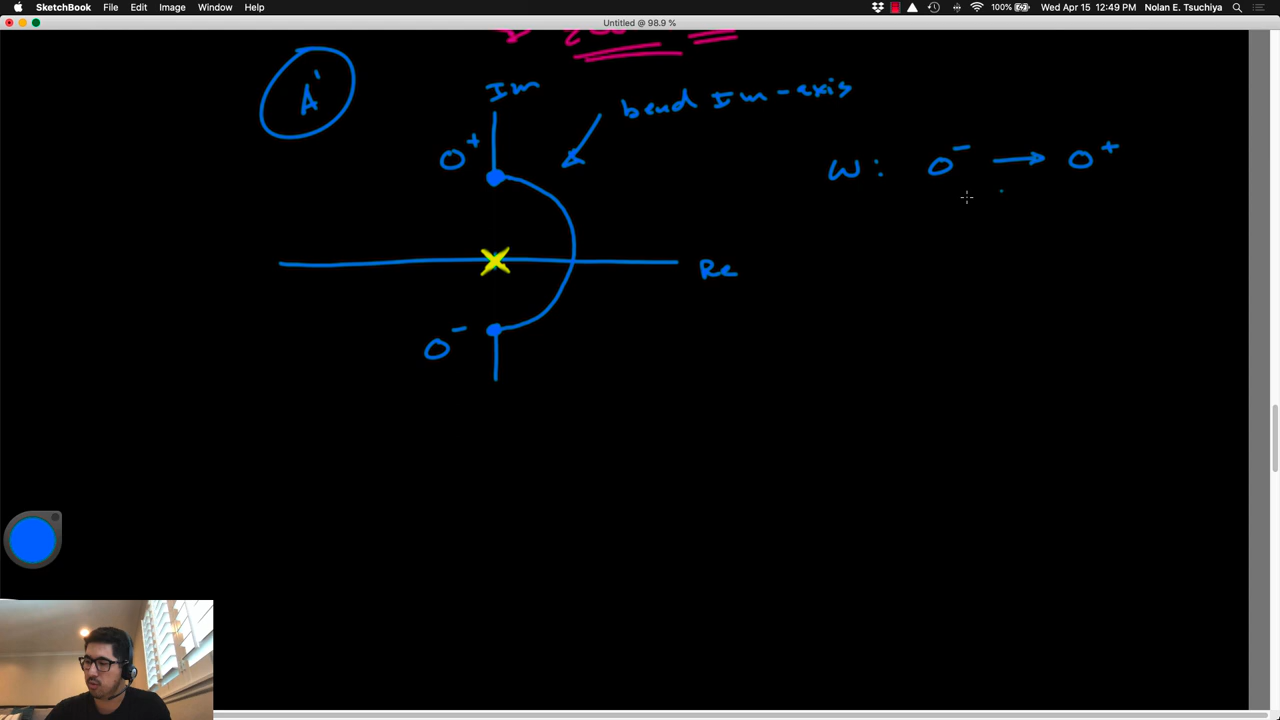 SketchBook File Edit Image Window Help 100% Wed Apr 15 12:49 PM Nolan E. Tsuchiya
Untitled @ 98.9 %
A'
Im
bend Im-axis
0+
ω: 0- → 0+
Re
0-